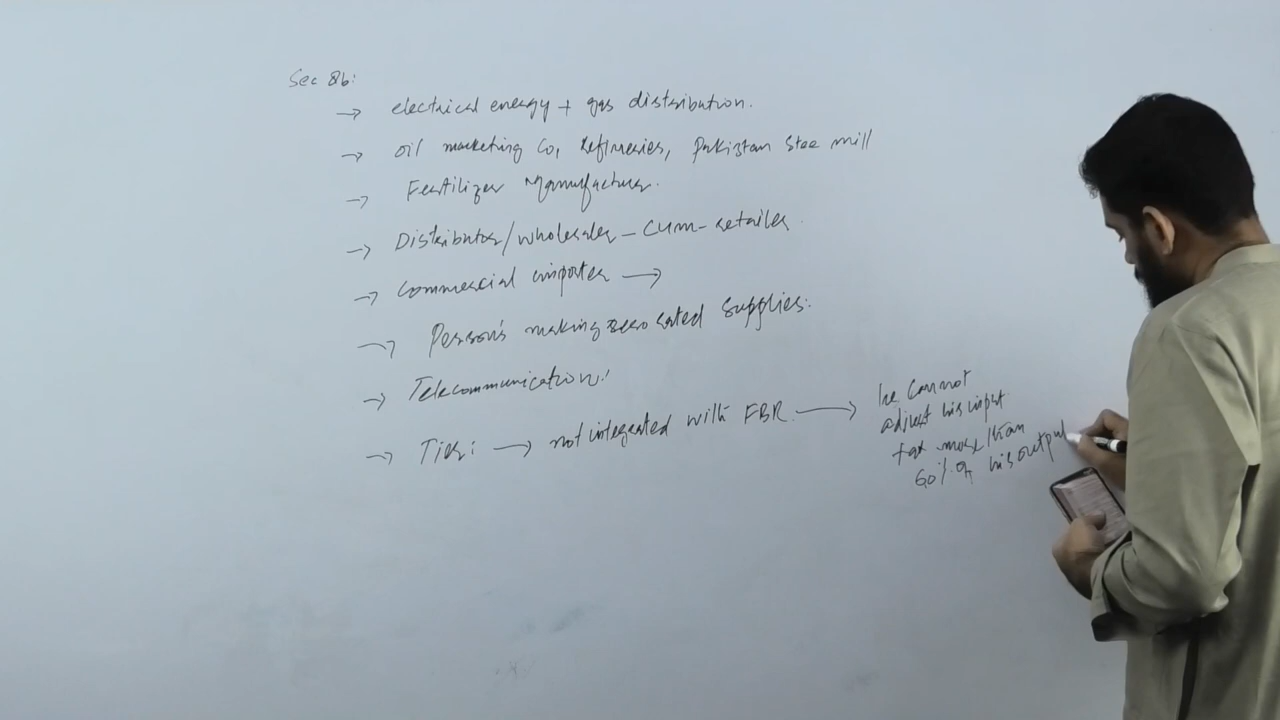 Sec 8b:
→ electrical energy + gas distribution.
→ oil marketing Co, Refineries, Pakistan Stee mill
→ Fertilizer Manufacturer.
→ Distributor/wholesaler-cum-retailer
→ Commercial importer →
→ Person's making zero rated supplies:
→ Telecommunication:
→ Tier: → not integrated with FBR. → he cannot
adjust his input
tax more than
60% of his output